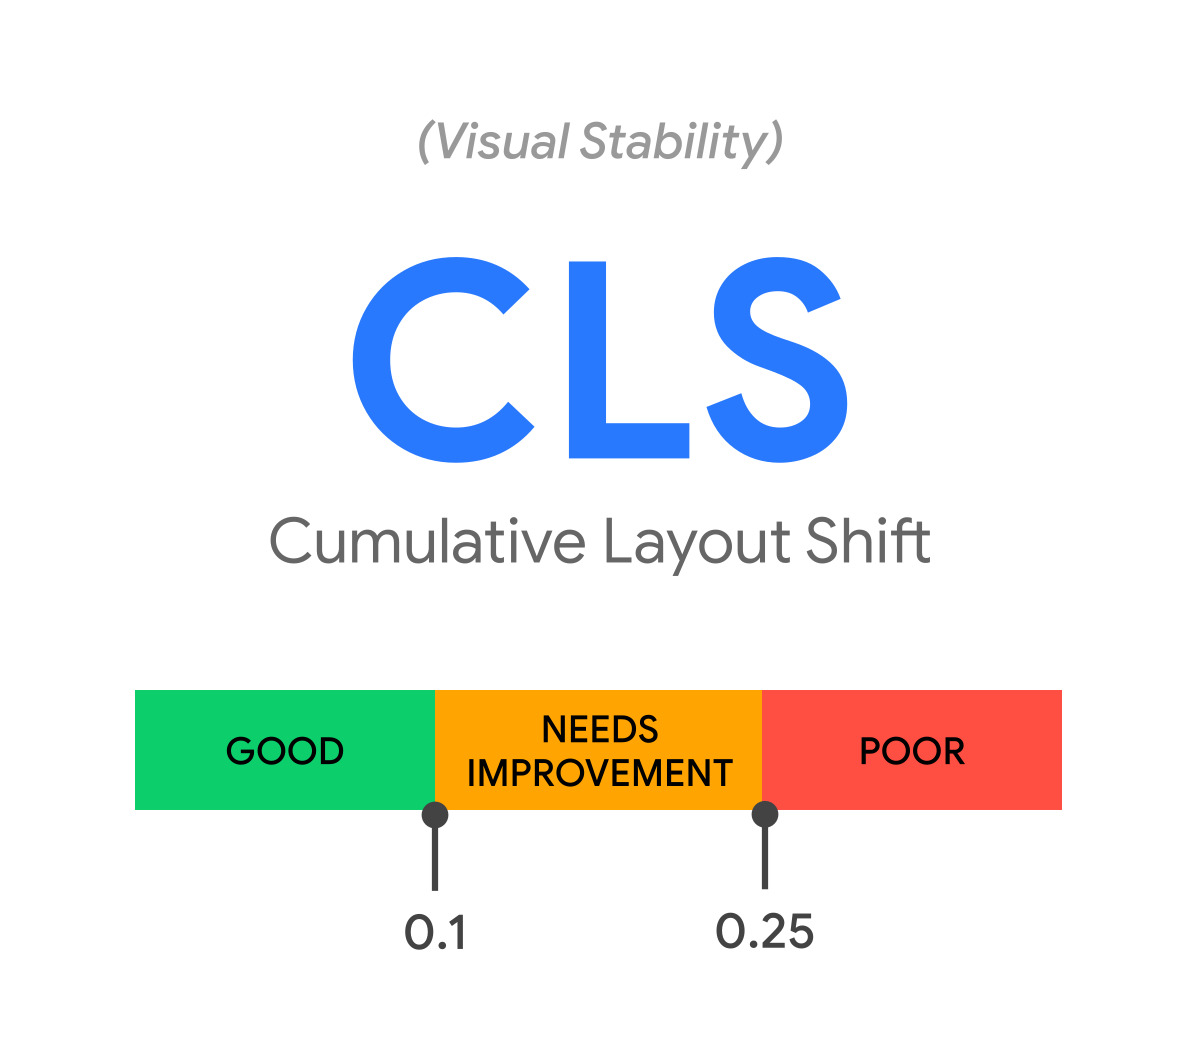 (Visual Stability)
CLS
Cumulative Layout Shift
GOOD
NEEDS
IMPROVEMENT
POOR
0.1
0.25